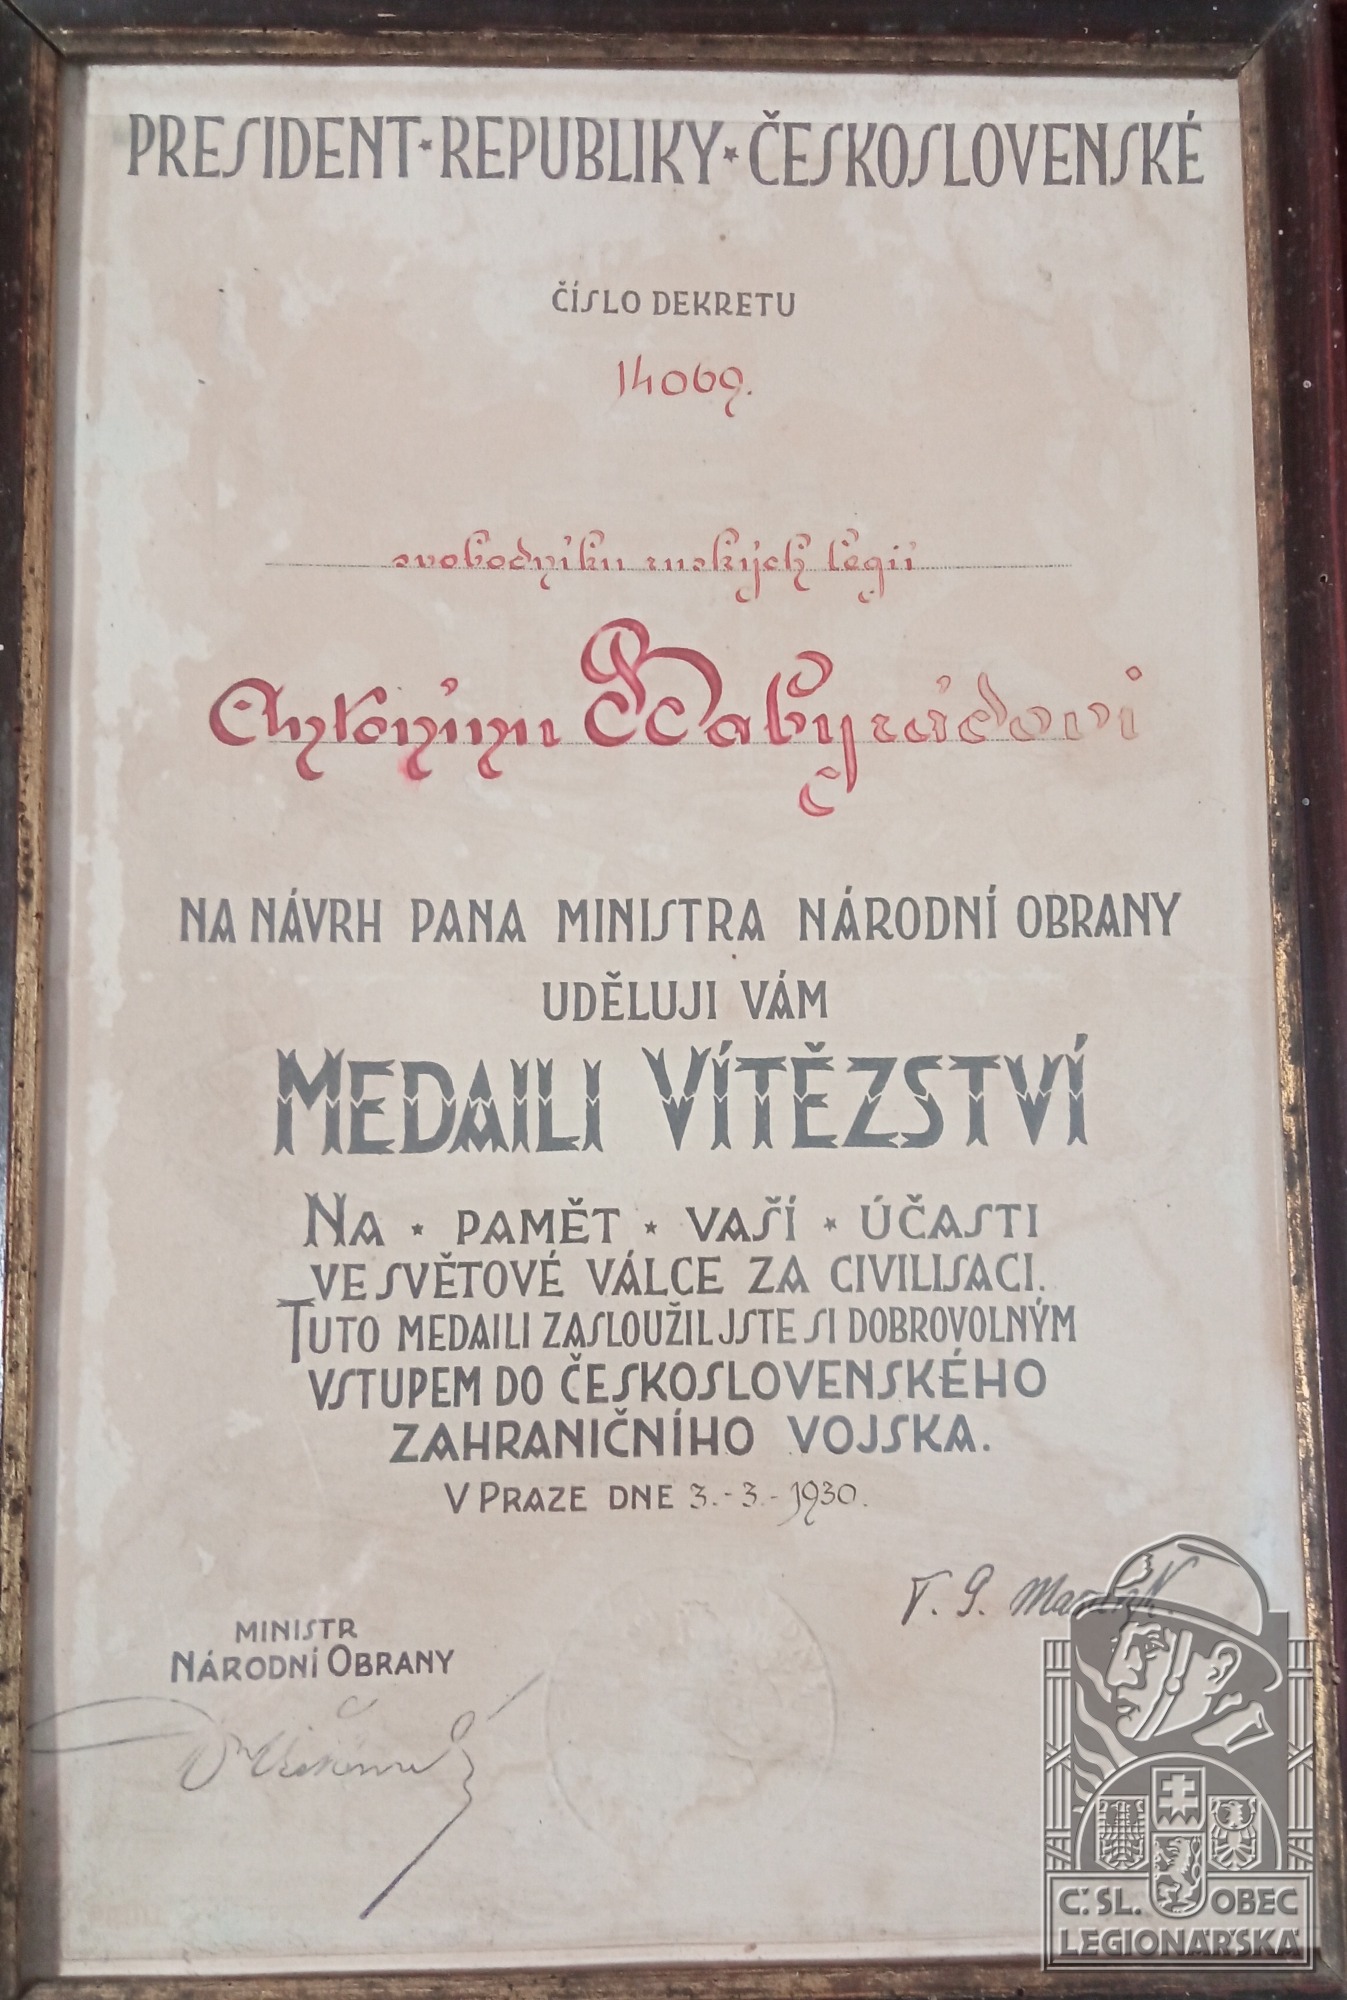 PRESIDENT ★ REPUBLIKY ★ ČESKOSLOVENSKÉ
ČÍSLO DEKRETU
14069.
svobodníku ruských legií
Antonínu
NA NÁVRH PANA MINISTRA NÁRODNÍ OBRANY
UDĚLUJI VÁM
MEDAILI VÍTĚZSTVÍ
NA ★ PAMĚT ★ VAŠÍ ★ ÚČASTI
VE SVĚTOVÉ VÁLCE ZA CIVILISACI.
TUTO MEDAILI ZASLOUŽIL JSTE SI DOBROVOLNÝM
VSTUPEM DO ČESKOSLOVENSKÉHO
ZAHRANIČNÍHO VOJSKA.
V PRAZE DNE 3.-3.-1930.
T. G. Masaryk.
MINISTR
NÁRODNÍ OBRANY
Č. SL. OBEC
LEGIONÁŘSKÁ